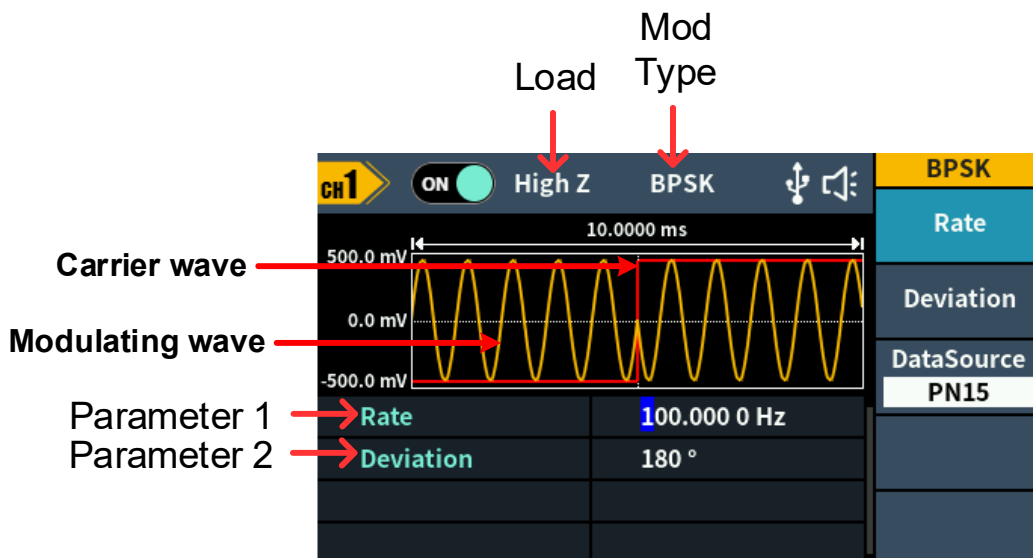 Mod
Type
Load
CH1
ON
High Z
BPSK
BPSK
Rate
Deviation
DataSource
PN15
10.0000 ms
500.0 mV
0.0 mV
-500.0 mV
Carrier wave
Modulating wave
Parameter 1
Rate
100.000 0 Hz
Parameter 2
Deviation
180 °